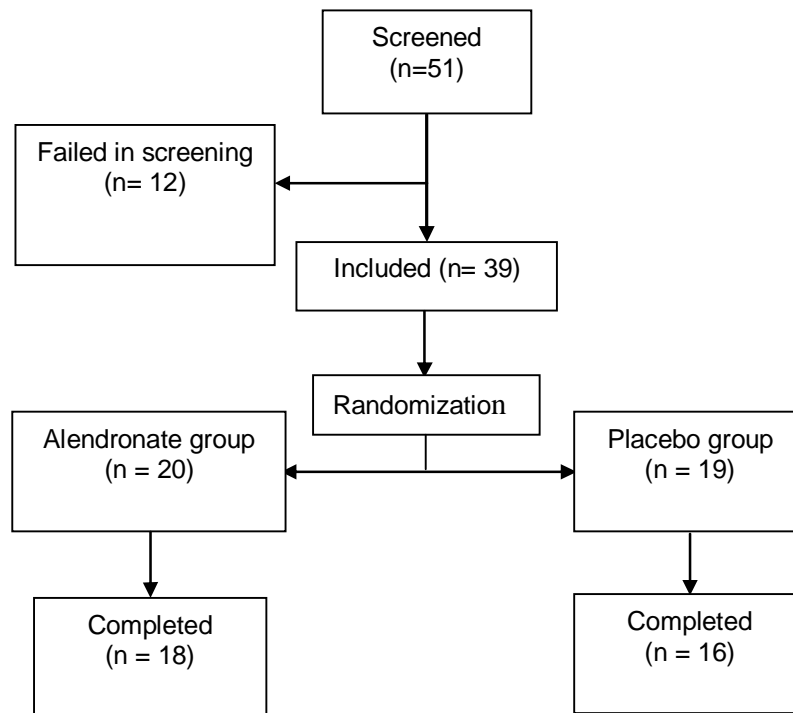 Screened
(n=51)
Failed in screening
(n= 12)
Included (n= 39)
Randomization
Alendronate group
(n = 20)
Placebo group
(n = 19)
Completed
(n = 18)
Completed
(n = 16)